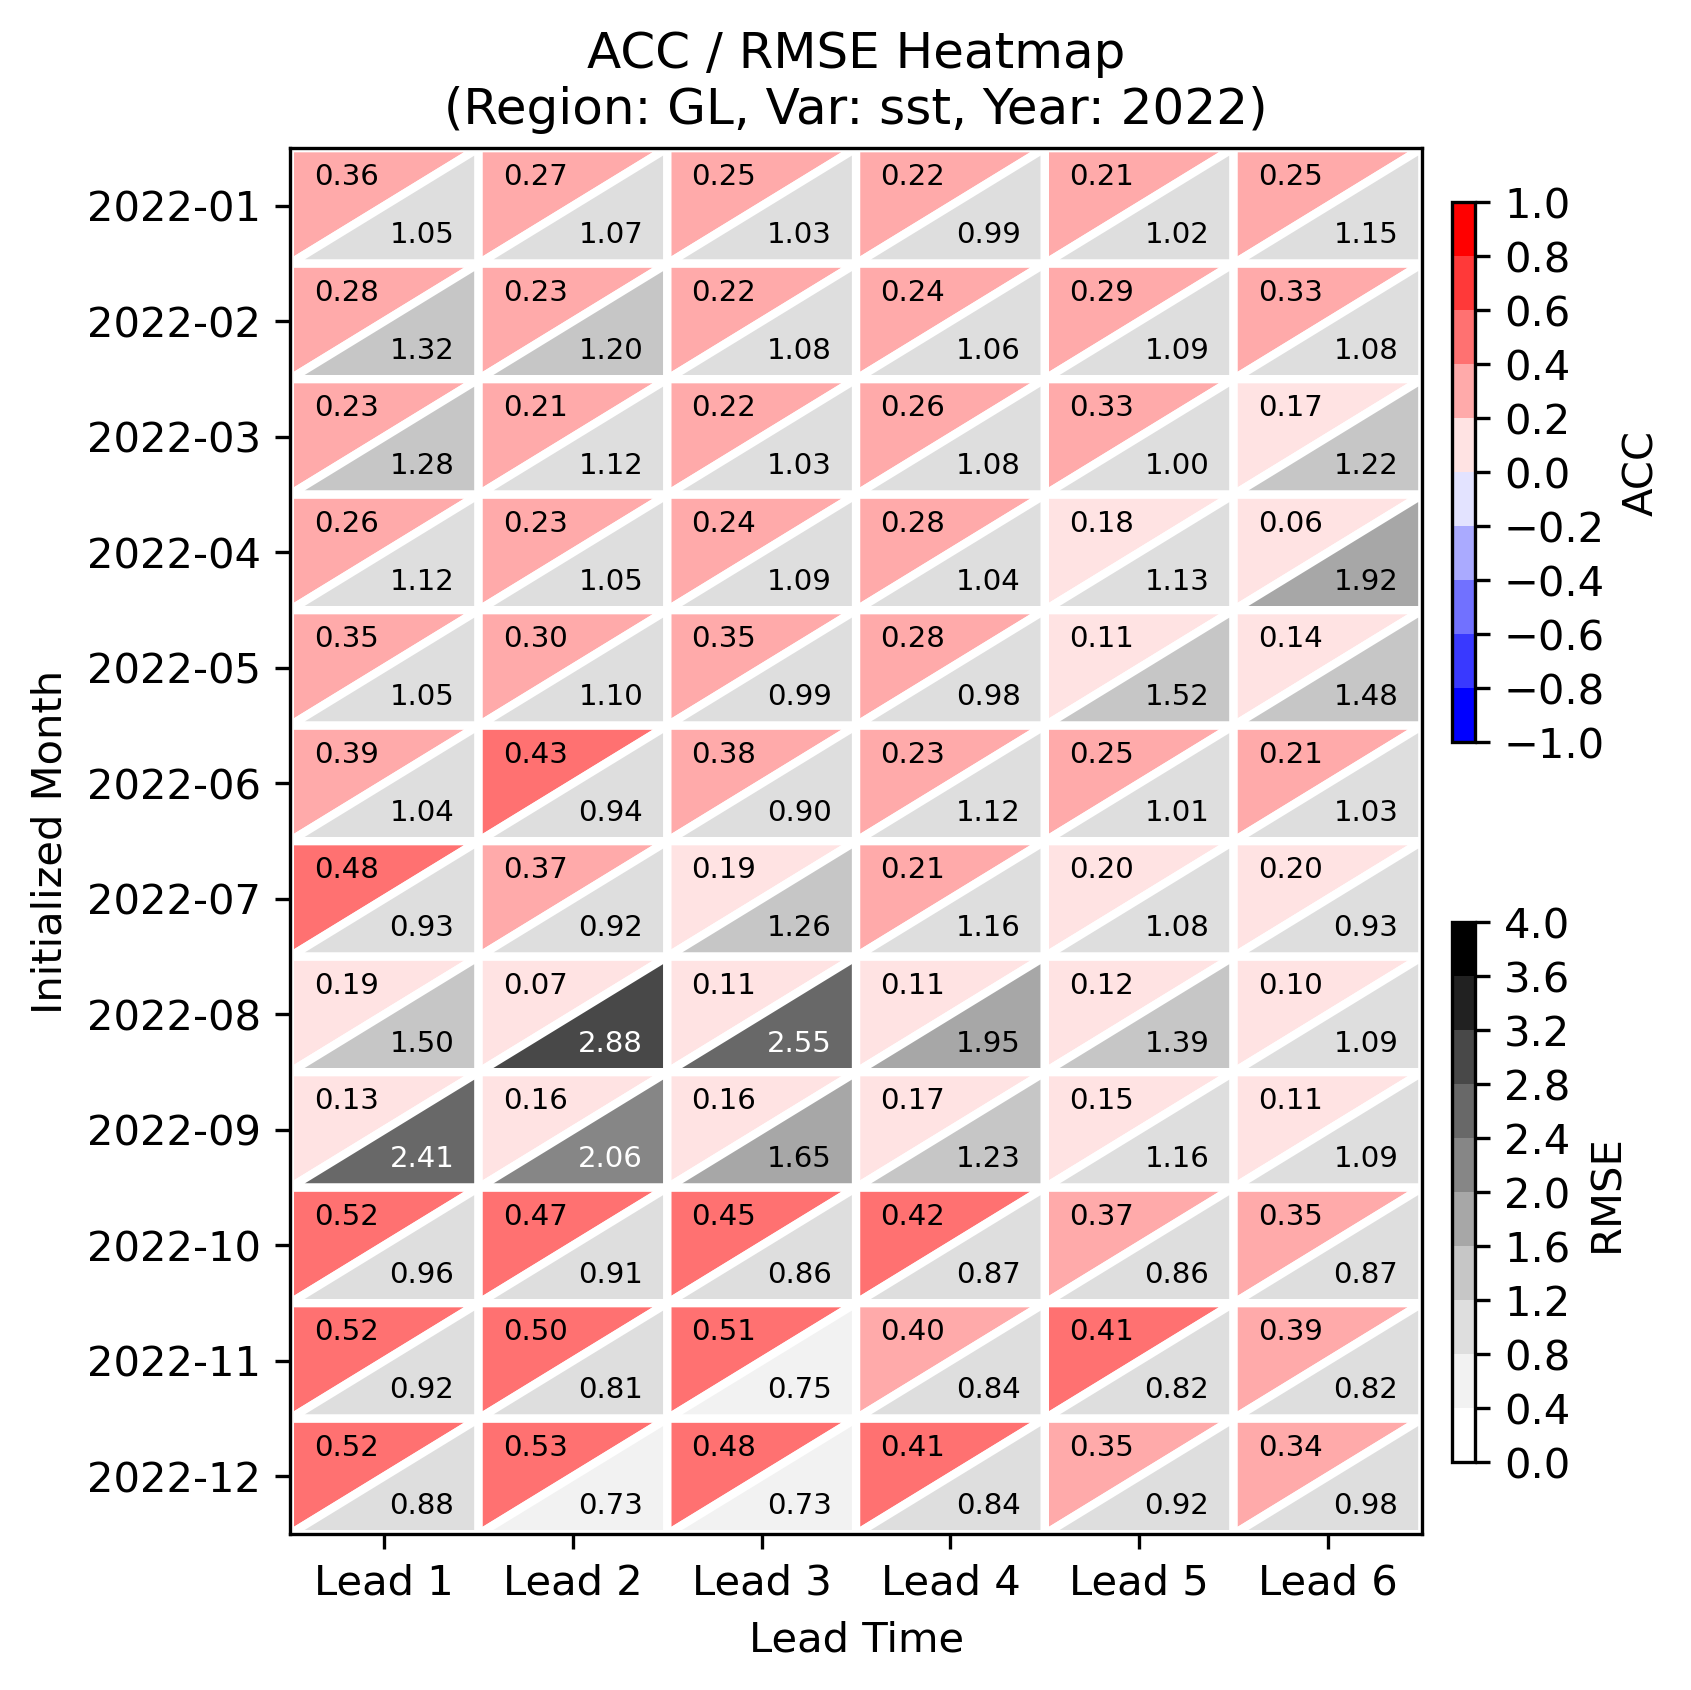 ACC / RMSE Heatmap
(Region: GL, Var: sst, Year: 2022)
2022-01 0.36 1.05 0.27 1.07 0.25 1.03 0.22 0.99 0.21 1.02 0.25 1.15
2022-02 0.28 1.32 0.23 1.20 0.22 1.08 0.24 1.06 0.29 1.09 0.33 1.08
2022-03 0.23 1.28 0.21 1.12 0.22 1.03 0.26 1.08 0.33 1.00 0.17 1.22
2022-04 0.26 1.12 0.23 1.05 0.24 1.09 0.28 1.04 0.18 1.13 0.06 1.92
2022-05 0.35 1.05 0.30 1.10 0.35 0.99 0.28 0.98 0.11 1.52 0.14 1.48
2022-06 0.39 1.04 0.43 0.94 0.38 0.90 0.23 1.12 0.25 1.01 0.21 1.03
2022-07 0.48 0.93 0.37 0.92 0.19 1.26 0.21 1.16 0.20 1.08 0.20 0.93
2022-08 0.19 1.50 0.07 2.88 0.11 2.55 0.11 1.95 0.12 1.39 0.10 1.09
2022-09 0.13 2.41 0.16 2.06 0.16 1.65 0.17 1.23 0.15 1.16 0.11 1.09
2022-10 0.52 0.96 0.47 0.91 0.45 0.86 0.42 0.87 0.37 0.86 0.35 0.87
2022-11 0.52 0.92 0.50 0.81 0.51 0.75 0.40 0.84 0.41 0.82 0.39 0.82
2022-12 0.52 0.88 0.53 0.73 0.48 0.73 0.41 0.84 0.35 0.92 0.34 0.98
Lead 1 Lead 2 Lead 3 Lead 4 Lead 5 Lead 6
Lead Time
Initialized Month
1.0
0.8
0.6
0.4
0.2
0.0
−0.2
−0.4
−0.6
−0.8
−1.0
ACC
4.0
3.6
3.2
2.8
2.4
2.0
1.6
1.2
0.8
0.4
0.0
RMSE